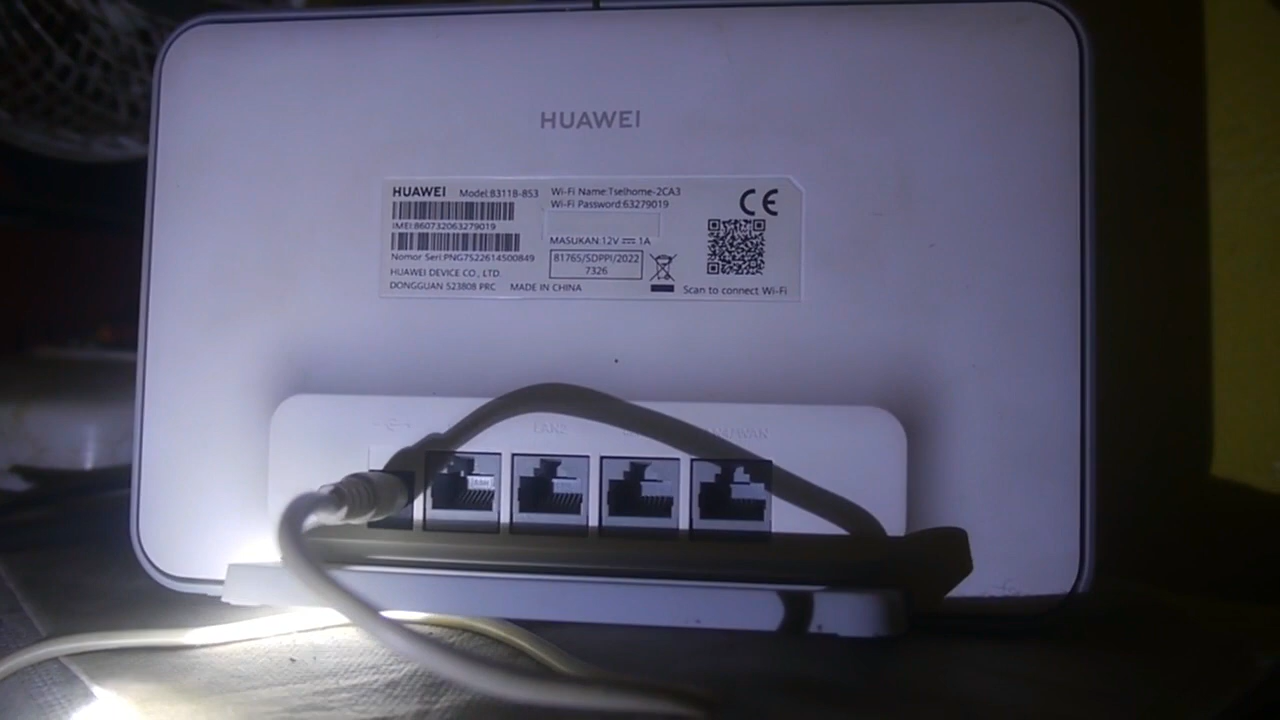 HUAWEI
HUAWEI Model:B311B-853
IMEI:860732063279019
Nomor Seri:PNG7S22614500849
HUAWEI DEVICE CO., LTD.
DONGGUAN 523808 PRC MADE IN CHINA
Wi-Fi Name:Tselhome-2CA3
Wi-Fi Password:63279019
MASUKAN:12V 1A
81765/SDPPI/2022
7326
CE
Scan to connect Wi-Fi
LAN2